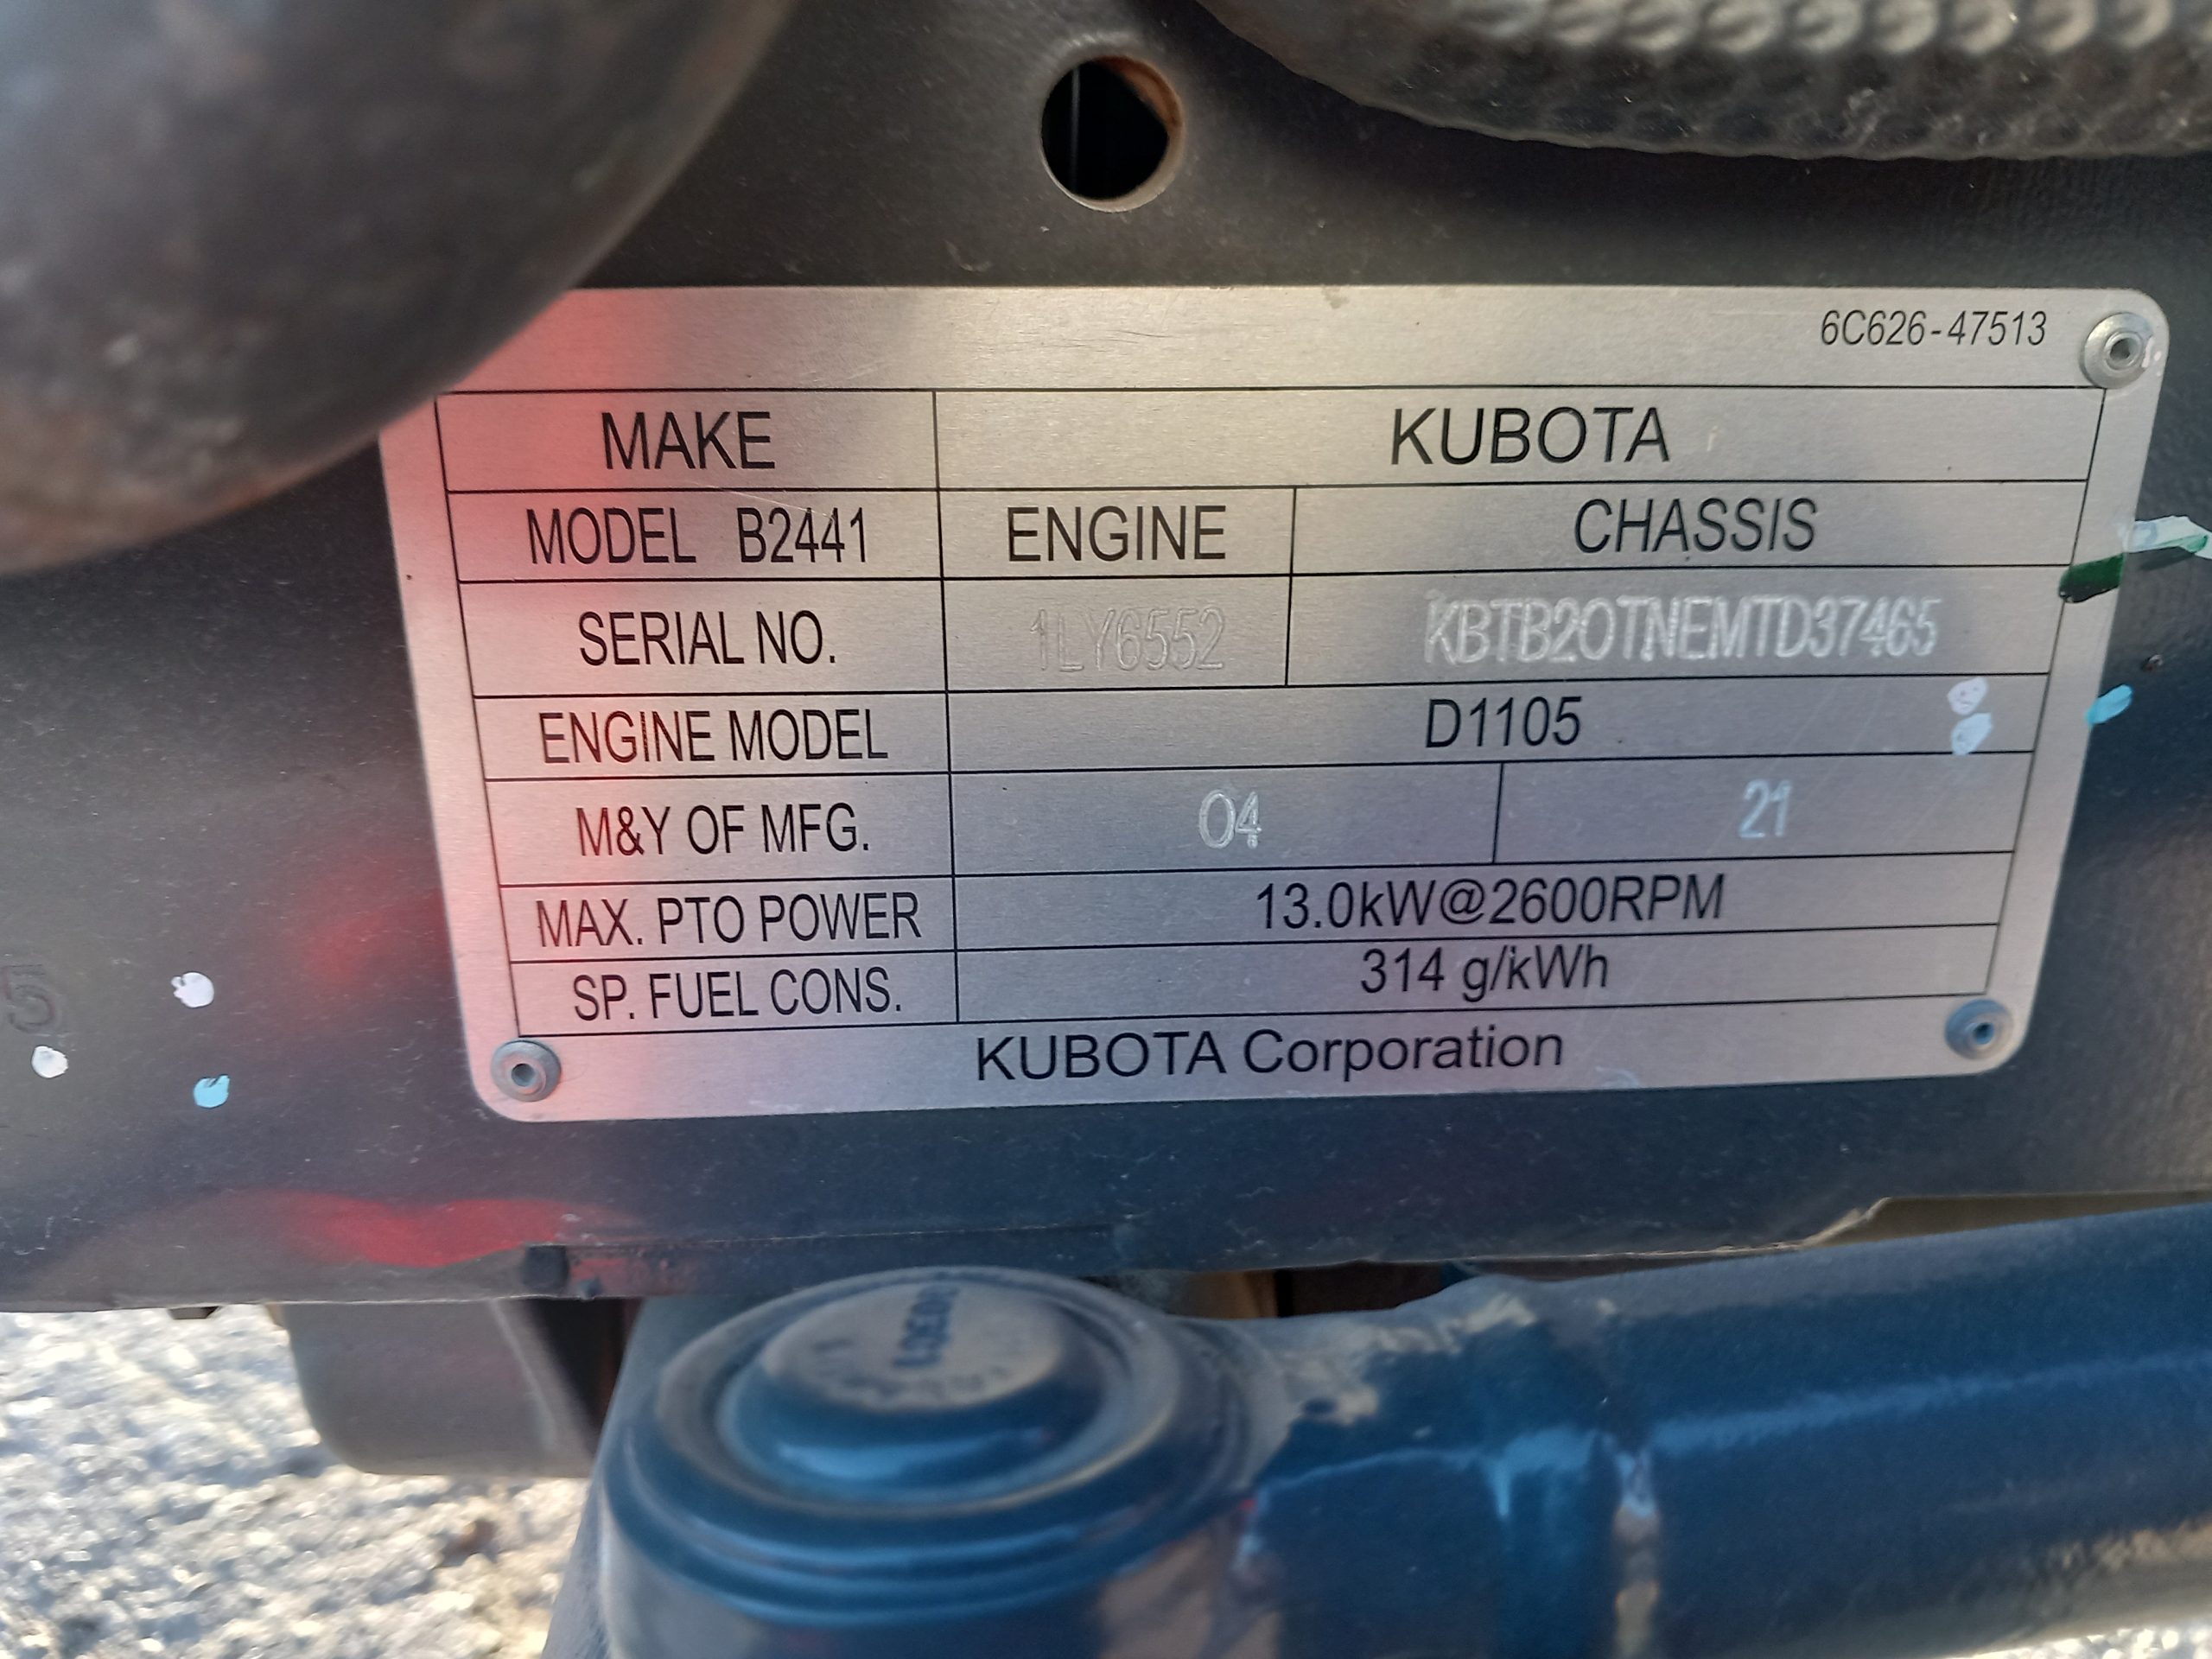 6C626-47513
MAKE KUBOTA
MODEL B2441 ENGINE CHASSIS
SERIAL NO. 1LY6552 KBTB20TNEMTD37465
ENGINE MODEL D1105
M&Y OF MFG. 04 21
MAX. PTO POWER 13.0kW@2600RPM
SP. FUEL CONS. 314 g/kWh
KUBOTA Corporation
5